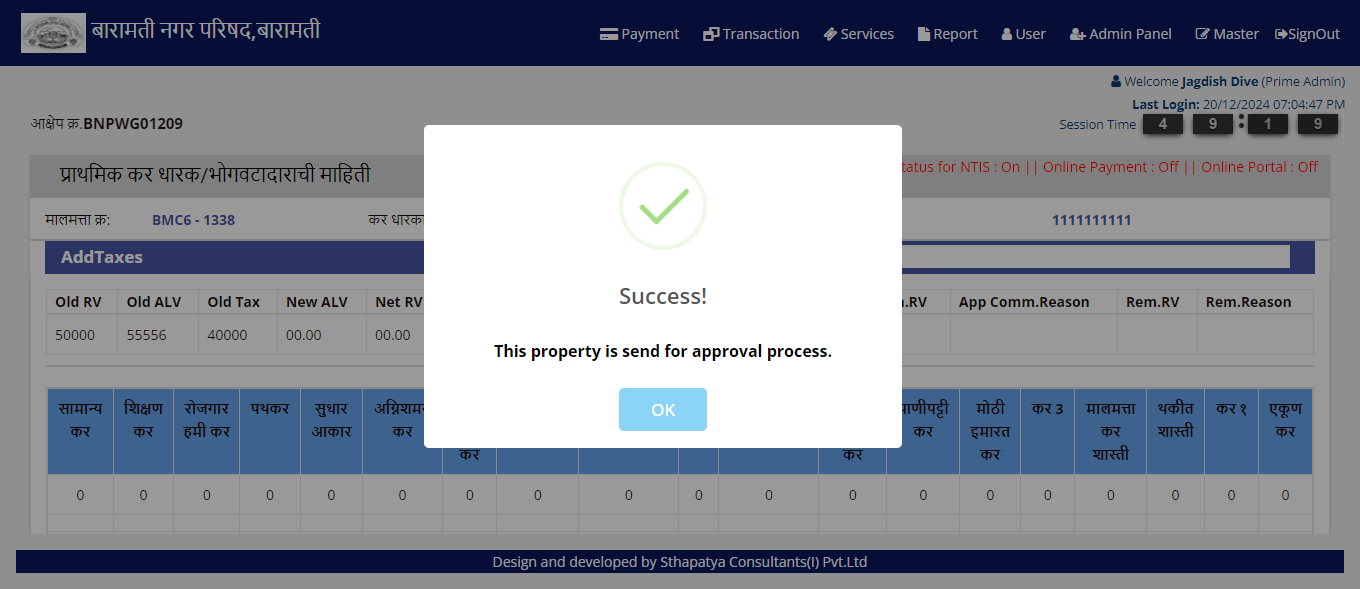 बारामती नगर परिषद,बारामती
Payment Transaction Services Report User Admin Panel Master SignOut
Welcome Jagdish Dive (Prime Admin)
Last Login: 20/12/2024 07:04:47 PM
आक्षेप क्र.BNPWG01209
Session Time 4 9 : 1 9
प्राथमिक कर धारक/भोगवटादाराची माहिती
for NTIS : On || Online Payment : Off || Online Portal : Off
मालमत्ता क्र: BMC6 - 1338 कर धारका 1111111111
AddTaxes
Old RV Old ALV Old Tax New ALV Net RV .RV App Comm.Reason Rem.RV Rem.Reason
50000 55556 40000 00.00 00.00
Success!
This property is send for approval process.
OK
सामान्य शिक्षण रोजगार पथकर सुधार अग्निशम मोठी कर 3 मालमत्ता थकीत कर १ एकूण
कर कर हमी कर आकार कर कर इमारत कर शास्ती कर
कर कर कर शास्ती
0 0 0 0 0 0 0 0 0 0 0 0 0 0 0 0 0 0 0
Design and developed by Sthapatya Consultants(I) Pvt.Ltd